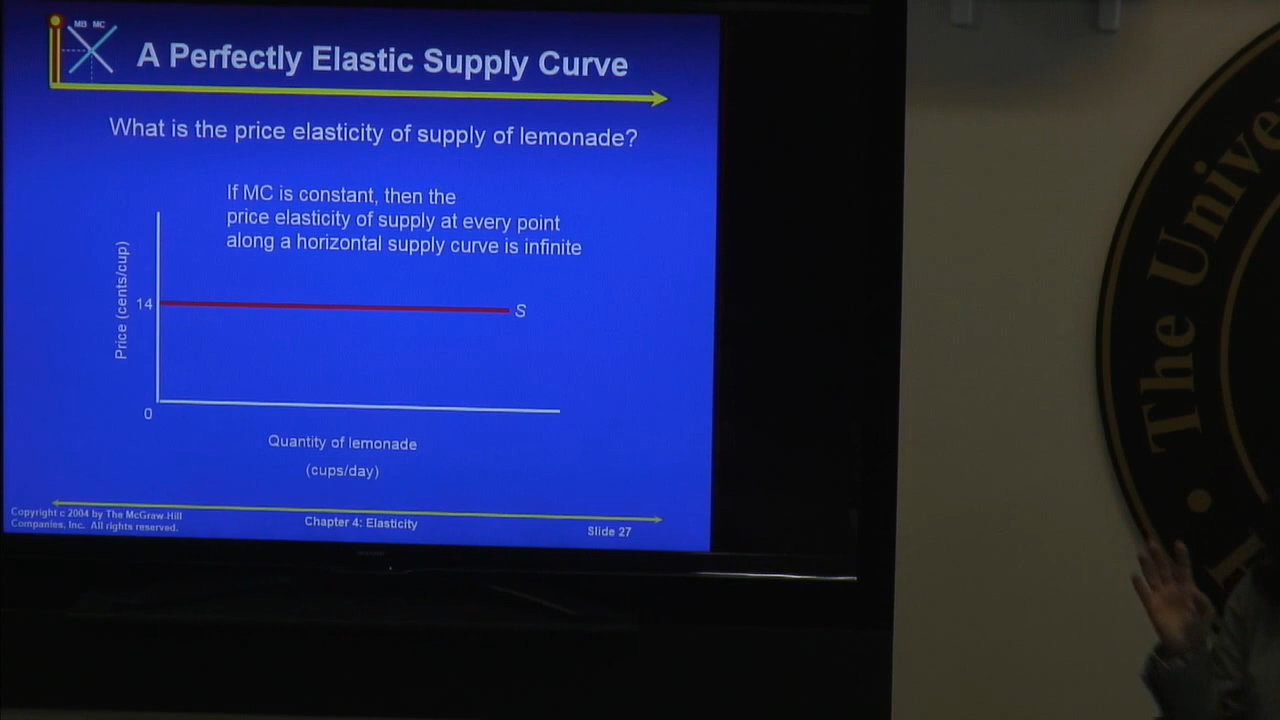 MB MC
A Perfectly Elastic Supply Curve
What is the price elasticity of supply of lemonade?
If MC is constant, then the
price elasticity of supply at every point
along a horizontal supply curve is infinite
Price (cents/cup)
14
S
0
Quantity of lemonade
(cups/day)
Copyright c 2004 by The McGraw-Hill
Companies, Inc. All rights reserved.
Chapter 4: Elasticity
Slide 27
The